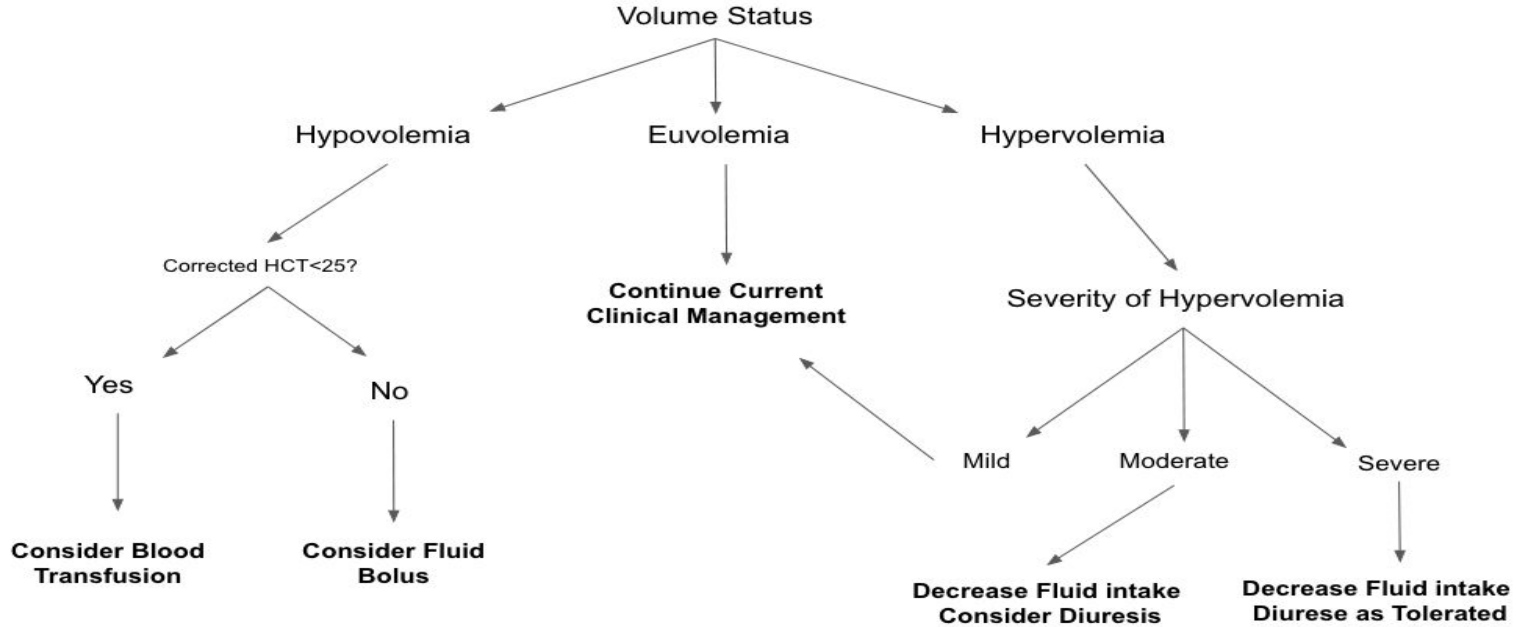 Volume Status
Hypovolemia
Euvolemia
Hypervolemia
Corrected HCT<25?
Continue Current
Clinical Management
Severity of Hypervolemia
Yes
No
Mild
Moderate
Severe
Consider Blood
Transfusion
Consider Fluid
Bolus
Decrease Fluid intake
Consider Diuresis
Decrease Fluid intake
Diurese as Tolerated